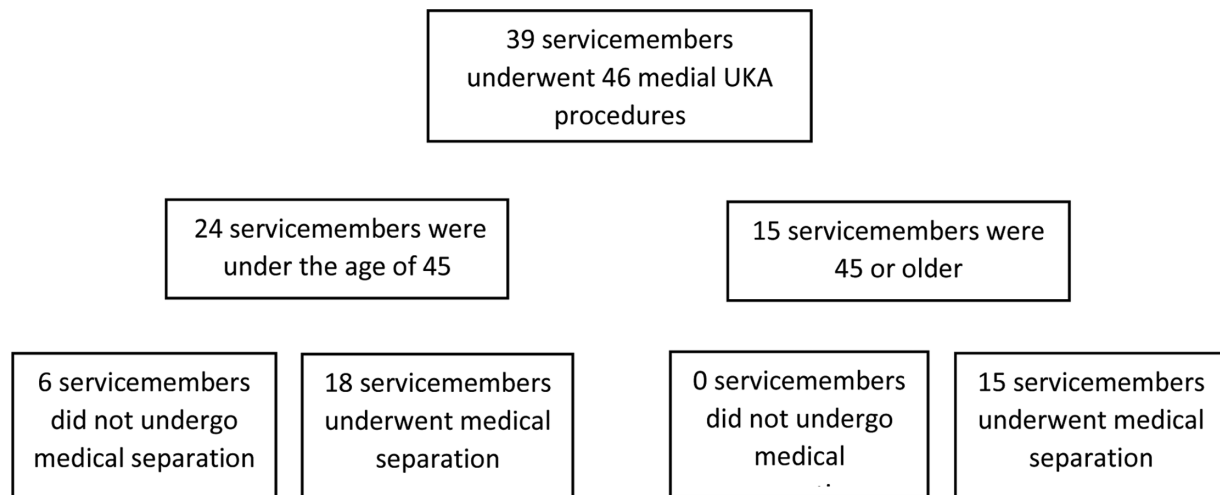 39 servicemembers
underwent 46 medial UKA
procedures
24 servicemembers were
under the age of 45
15 servicemembers were
45 or older
6 servicemembers
did not undergo
medical separation
18 servicemembers
underwent medical
separation
0 servicemembers
did not undergo
medical
15 servicemembers
underwent medical
separation